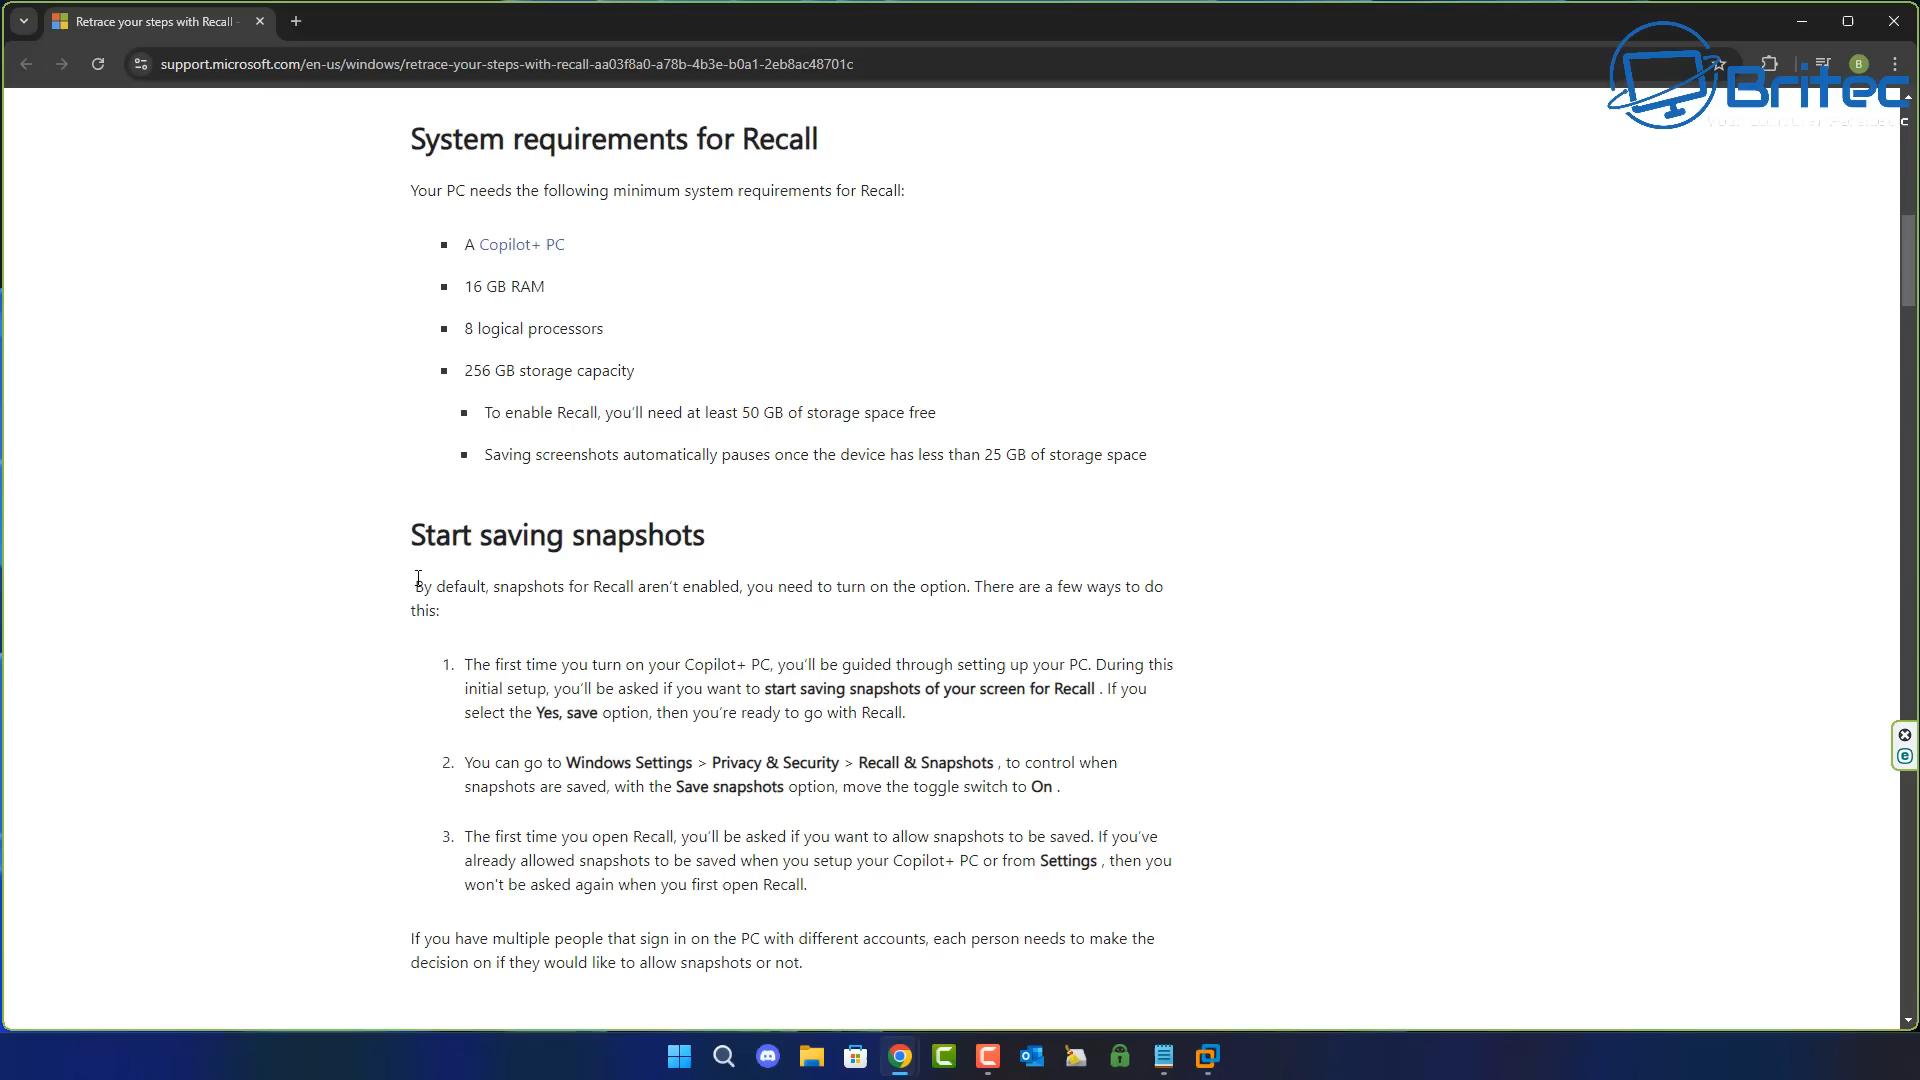 Retrace your steps with Recall
support.microsoft.com/en-us/windows/retrace-your-steps-with-recall-aa03f8a0-a78b-4b3e-b0a1-2eb8ac48701c
B
Britec
System requirements for Recall
Your PC needs the following minimum system requirements for Recall:
A Copilot+ PC
16 GB RAM
8 logical processors
256 GB storage capacity
To enable Recall, you'll need at least 50 GB of storage space free
Saving screenshots automatically pauses once the device has less than 25 GB of storage space
Start saving snapshots
By default, snapshots for Recall aren't enabled, you need to turn on the option. There are a few ways to do
this:
1. The first time you turn on your Copilot+ PC, you'll be guided through setting up your PC. During this
initial setup, you'll be asked if you want to start saving snapshots of your screen for Recall . If you
select the Yes, save option, then you're ready to go with Recall.
2. You can go to Windows Settings > Privacy & Security > Recall & Snapshots , to control when
snapshots are saved, with the Save snapshots option, move the toggle switch to On .
3. The first time you open Recall, you'll be asked if you want to allow snapshots to be saved. If you've
already allowed snapshots to be saved when you setup your Copilot+ PC or from Settings , then you
won't be asked again when you first open Recall.
If you have multiple people that sign in on the PC with different accounts, each person needs to make the
decision on if they would like to allow snapshots or not.